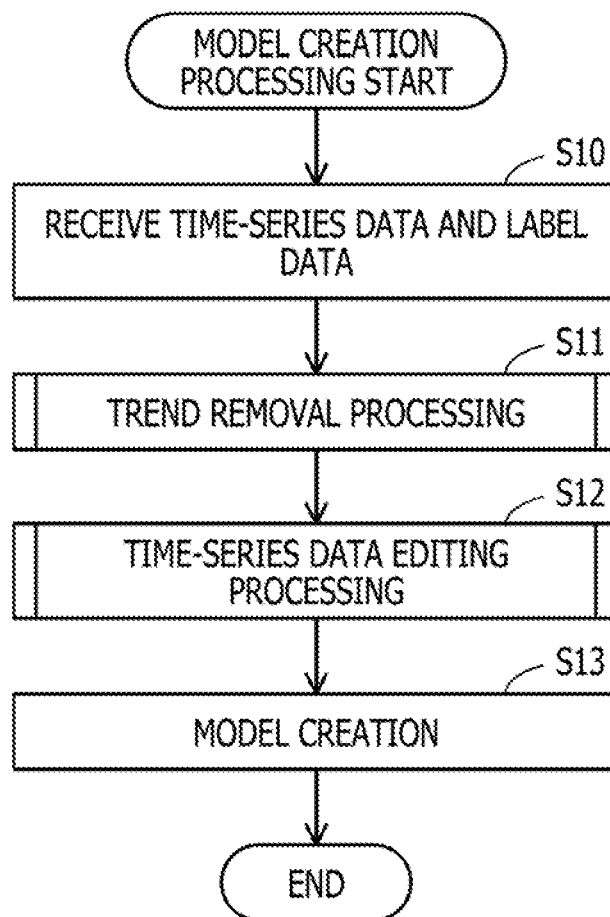 MODEL CREATION
PROCESSING START
S10
RECEIVE TIME-SERIES DATA AND LABEL
DATA
S11
TREND REMOVAL PROCESSING
S12
TIME-SERIES DATA EDITING
PROCESSING
S13
MODEL CREATION
END